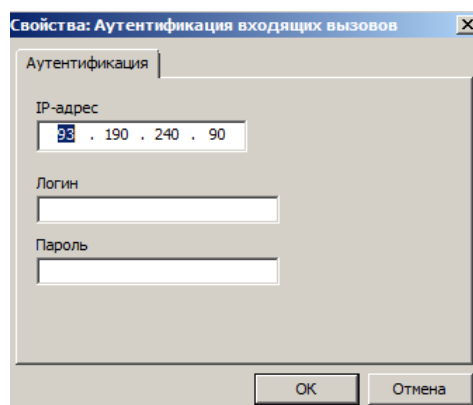 Свойства: Аутентификация входящих вызовов
Аутентификация
IP-адрес
93 . 190 . 240 . 90
Логин
Пароль
OK Отмена